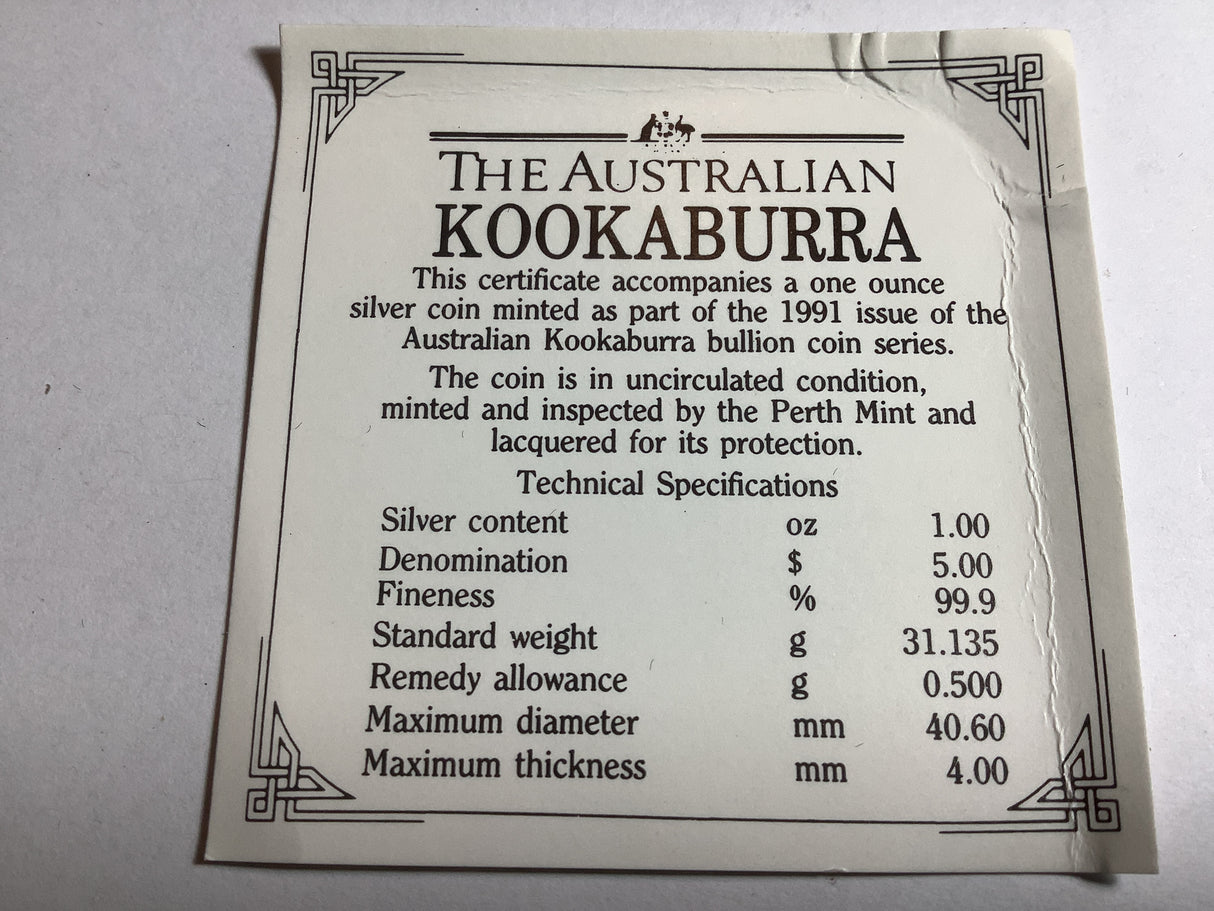 THE AUSTRALIAN
KOOKABURRA
This certificate accompanies a one ounce
silver coin minted as part of the 1991 issue of the
Australian Kookaburra bullion coin series.
The coin is in uncirculated condition,
minted and inspected by the Perth Mint and
lacquered for its protection.
Technical Specifications
Silver content oz 1.00
Denomination $ 5.00
Fineness % 99.9
Standard weight g 31.135
Remedy allowance g 0.500
Maximum diameter mm 40.60
Maximum thickness mm 4.00